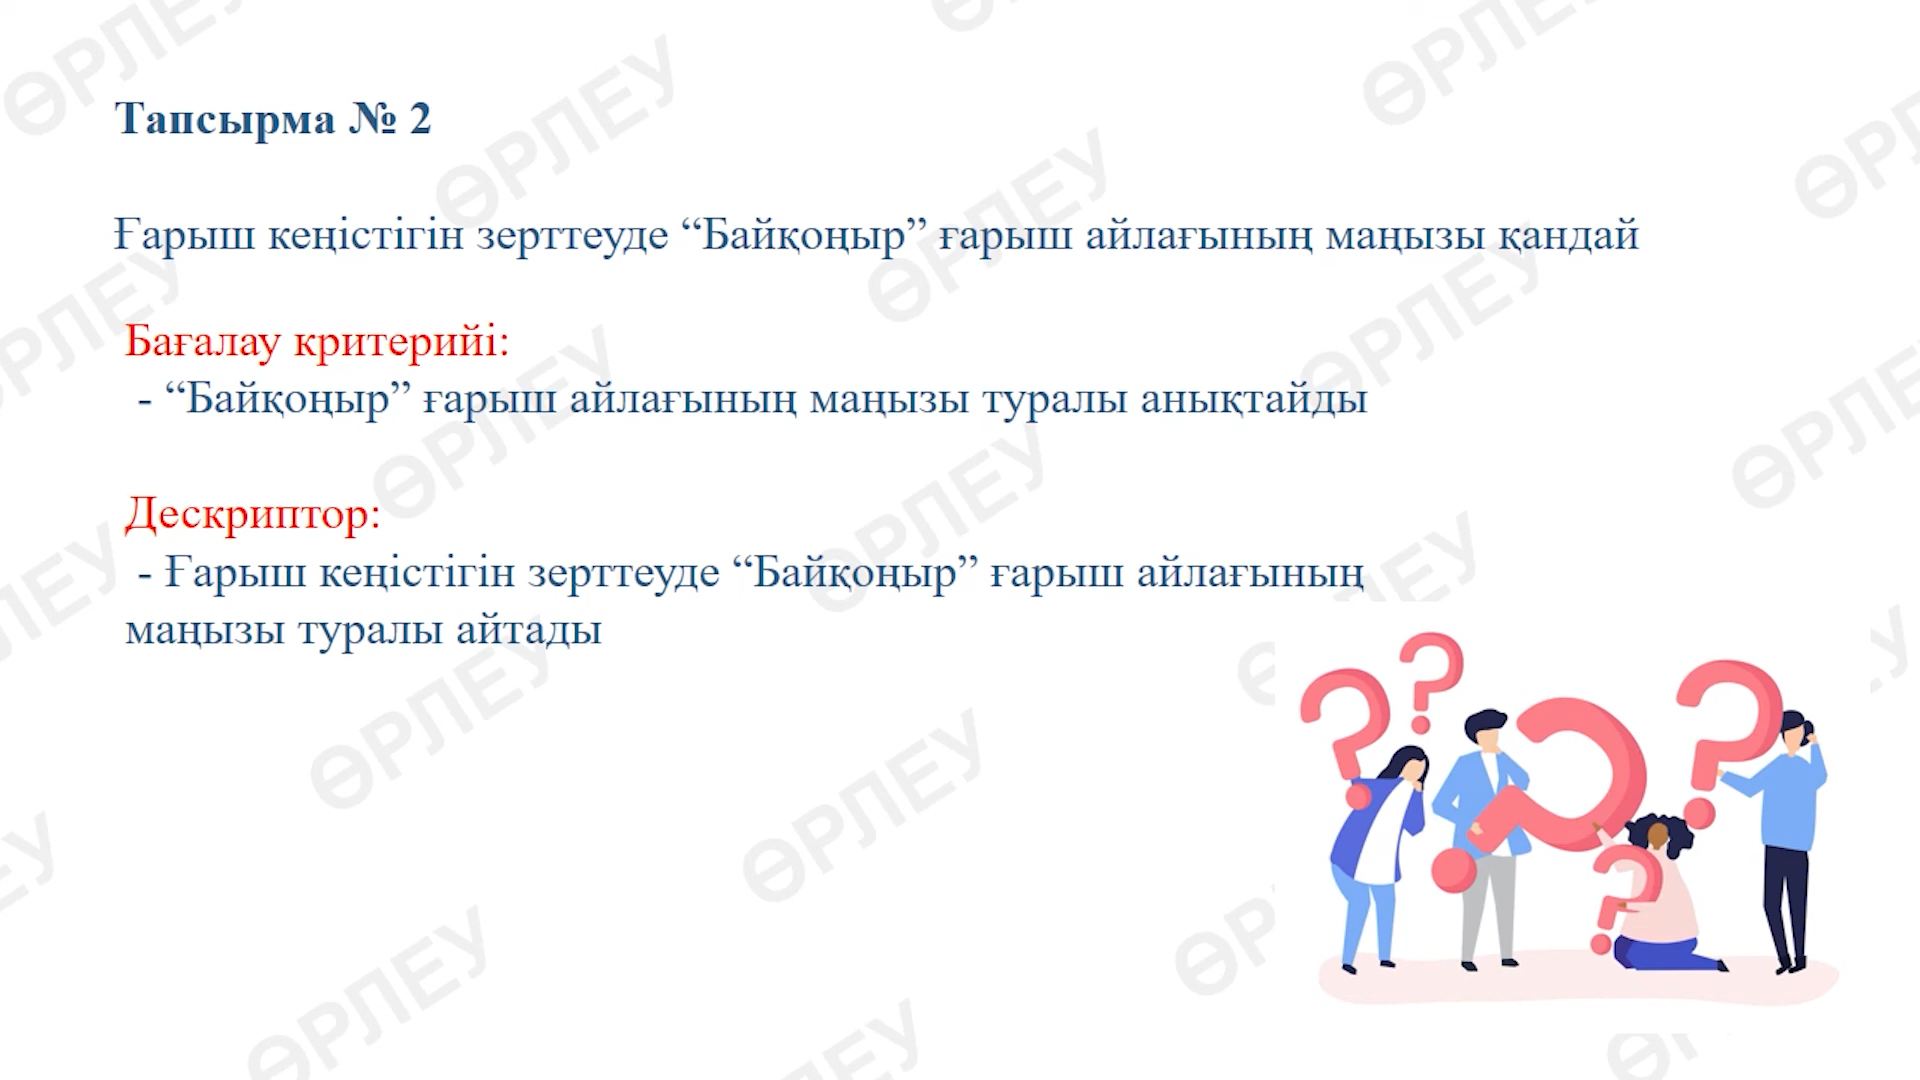 Тапсырма № 2
Ғарыш кеңістігін зерттеуде “Байқоңыр” ғарыш айлағының маңызы қандай
Бағалау критерийі:
- “Байқоңыр” ғарыш айлағының маңызы туралы анықтайды
Дескриптор:
- Ғарыш кеңістігін зерттеуде “Байқоңыр” ғарыш айлағының
маңызы туралы айтады
ӨРЛЕУ